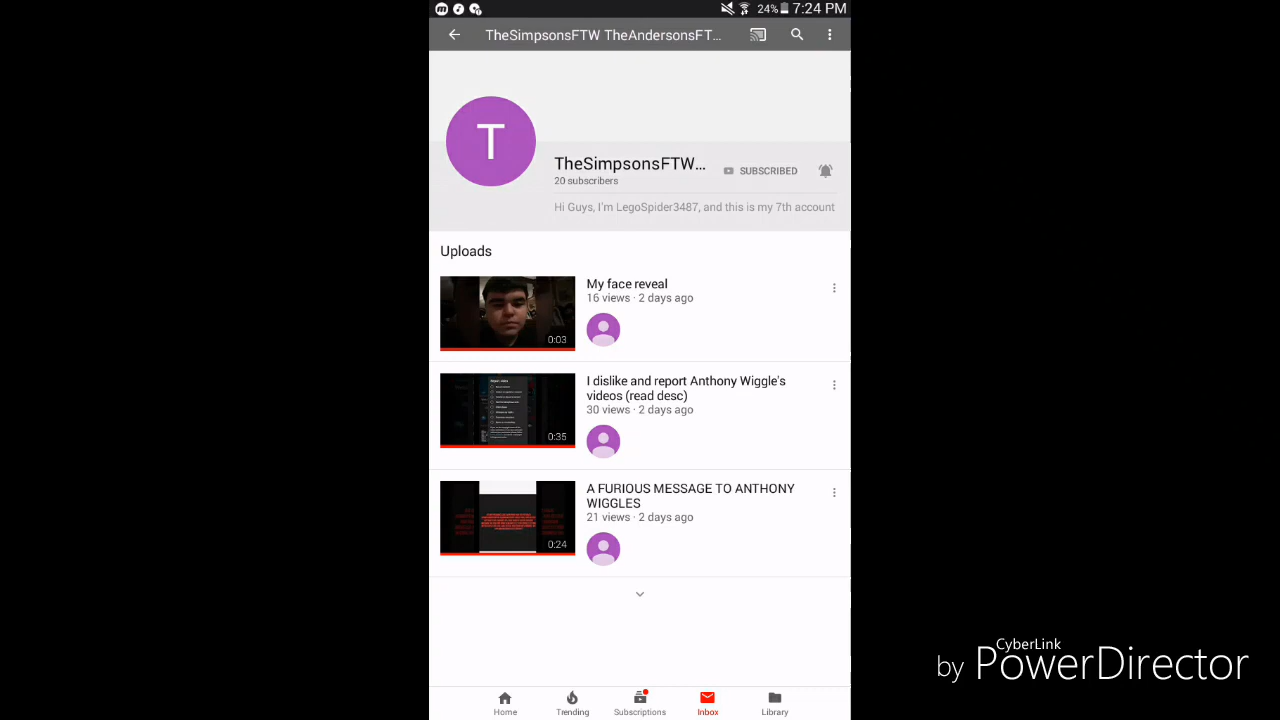 24% 7:24 PM
TheSimpsonsFTW TheAndersonsFT...
T
TheSimpsonsFTW...
SUBSCRIBED
20 subscribers
Hi Guys, I'm LegoSpider3487, and this is my 7th account
Uploads
My face reveal
16 views · 2 days ago
0:03
I dislike and report Anthony Wiggle's
videos (read desc)
30 views · 2 days ago
0:35
A FURIOUS MESSAGE TO ANTHONY
WIGGLES
21 views · 2 days ago
0:24
CyberLink
by PowerDirector
Home
Trending
Subscriptions
Inbox
Library